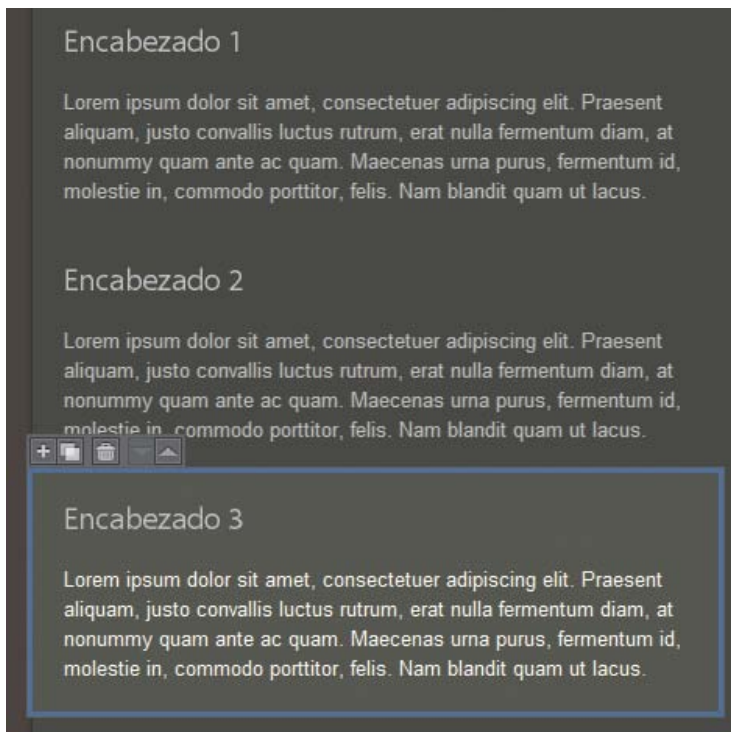 Encabezado 1
Lorem ipsum dolor sit amet, consectetuer adipiscing elit. Praesent
aliquam, justo convallis luctus rutrum, erat nulla fermentum diam, at
nonummy quam ante ac quam. Maecenas urna purus, fermentum id,
molestie in, commodo porttitor, felis. Nam blandit quam ut lacus.
Encabezado 2
Lorem ipsum dolor sit amet, consectetuer adipiscing elit. Praesent
aliquam, justo convallis luctus rutrum, erat nulla fermentum diam, at
nonummy quam ante ac quam. Maecenas urna purus, fermentum id,
molestie in, commodo porttitor, felis. Nam blandit quam ut lacus.
Encabezado 3
Lorem ipsum dolor sit amet, consectetuer adipiscing elit. Praesent
aliquam, justo convallis luctus rutrum, erat nulla fermentum diam, at
nonummy quam ante ac quam. Maecenas urna purus, fermentum id,
molestie in, commodo porttitor, felis. Nam blandit quam ut lacus.